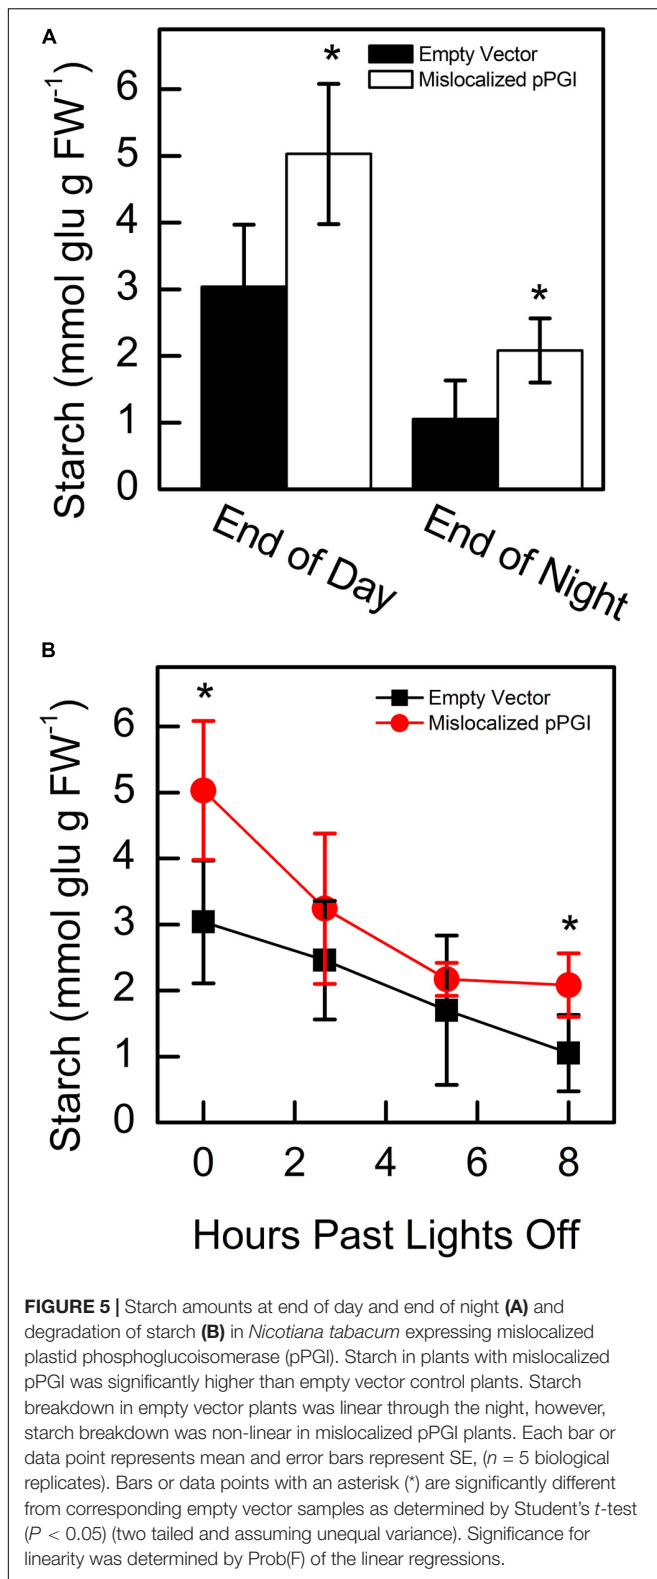 A
*
Empty Vector
Mislocalized pPGI
6
5
4
3
2
1
0
*
Starch (mmol glu g FW⁻¹)
End of Day
End of Night
B
*
Empty Vector
Mislocalized pPGI
6
5
4
3
2
1
0
*
Starch (mmol glu g FW⁻¹)
0 2 4 6 8
Hours Past Lights Off
FIGURE 5 | Starch amounts at end of day and end of night (A) and
degradation of starch (B) in Nicotiana tabacum expressing mislocalized
plastid phosphoglucoisomerase (pPGI). Starch in plants with mislocalized
pPGI was significantly higher than empty vector control plants. Starch
breakdown in empty vector plants was linear through the night, however,
starch breakdown was non-linear in mislocalized pPGI plants. Each bar or
data point represents mean and error bars represent SE, (n = 5 biological
replicates). Bars or data points with an asterisk (*) are significantly different
from corresponding empty vector samples as determined by Student's t-test
(P < 0.05) (two tailed and assuming unequal variance). Significance for
linearity was determined by Prob(F) of the linear regressions.